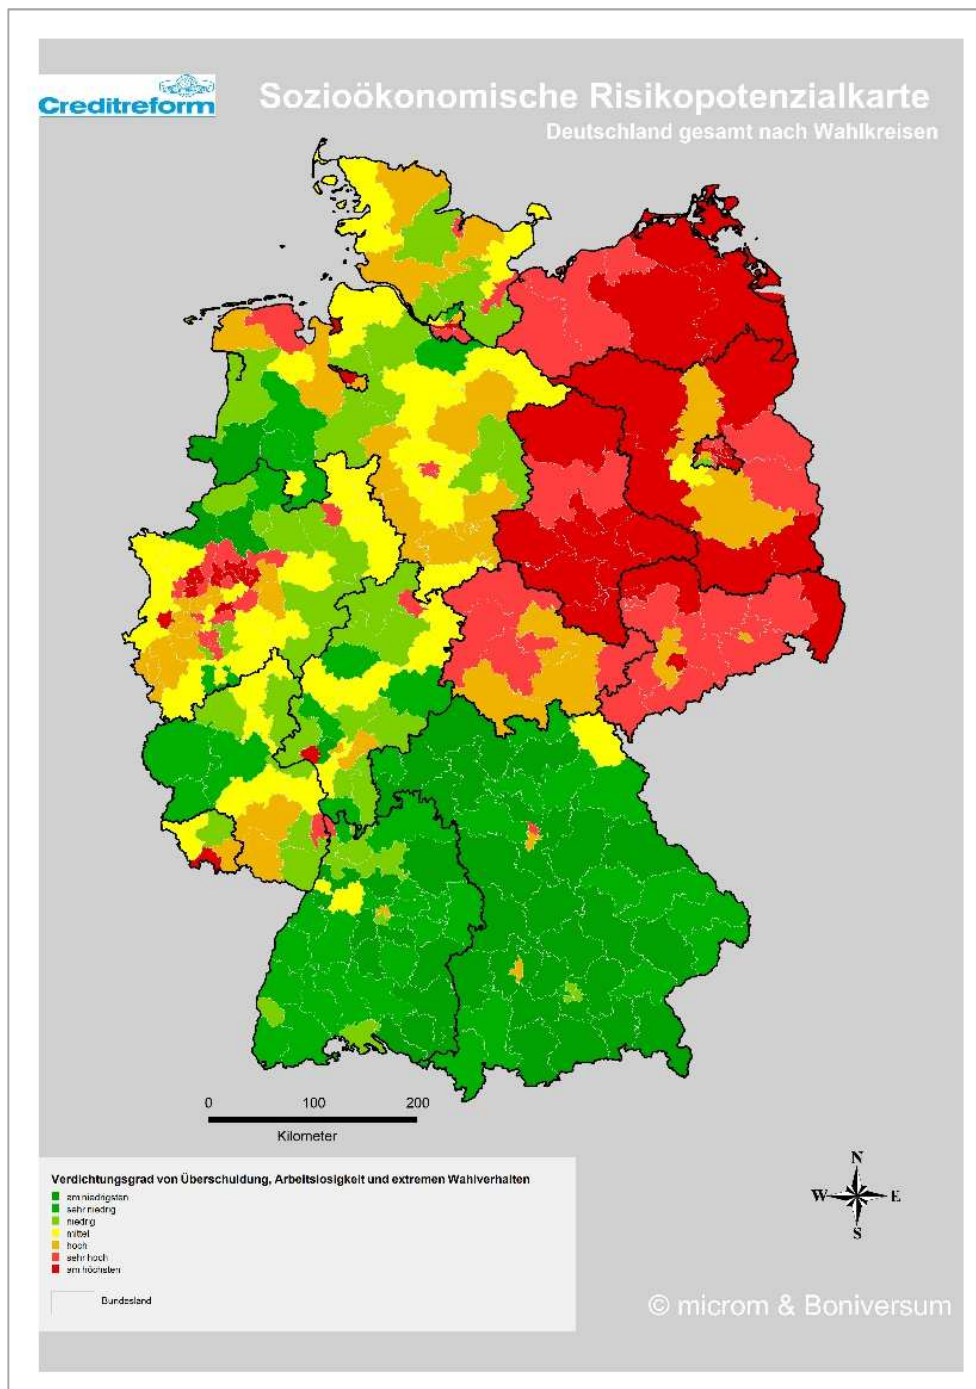 Creditreform
Sozioökonomische Risikopotenzialkarte
Deutschland gesamt nach Wahlkreisen
0 100 200
Kilometer
Verdichtungsgrad von Überschuldung, Arbeitslosigkeit und extremen Wahlverhalten
am niedrigsten
sehr niedrig
niedrig
mittel
hoch
sehr hoch
am höchsten
Bundesland
N
W E
S
© microm & Boniversum